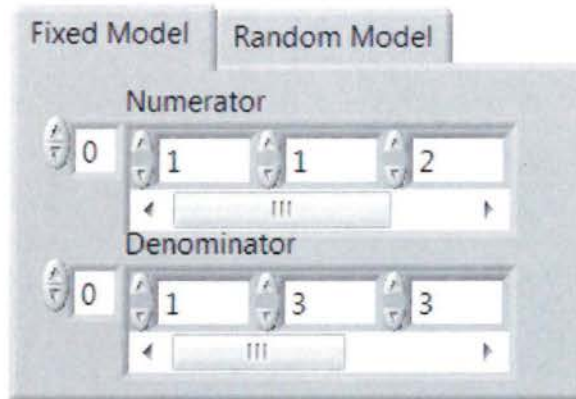 Fixed Model Random Model
Numerator
0 1 1 2
Denominator
0 1 3 3